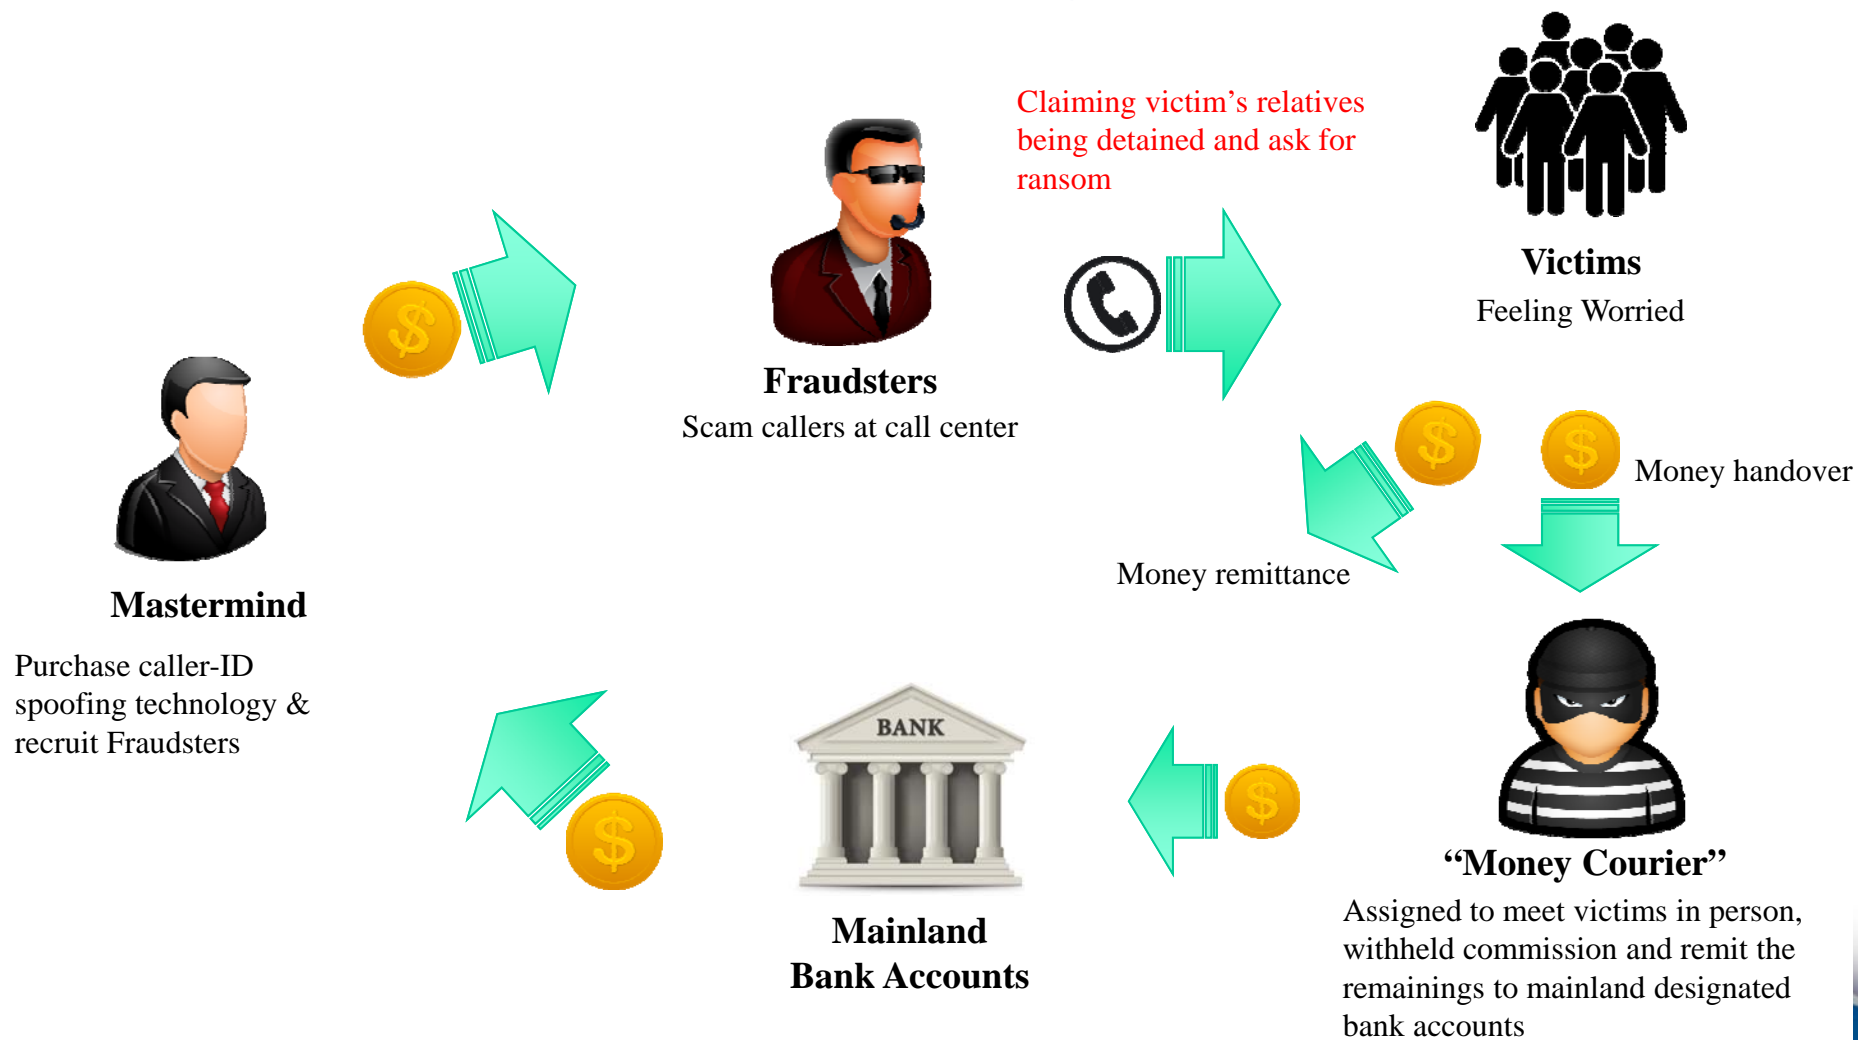 Claiming victim’s relatives
being detained and ask for
ransom
Victims
Feeling Worried
$
Fraudsters
Scam callers at call center
$
$
Money handover
Money remittance
Mastermind
Purchase caller-ID
spoofing technology &
recruit Fraudsters
BANK
$
$
Mainland
Bank Accounts
“Money Courier”
Assigned to meet victims in person,
withheld commission and remit the
remainings to mainland designated
bank accounts